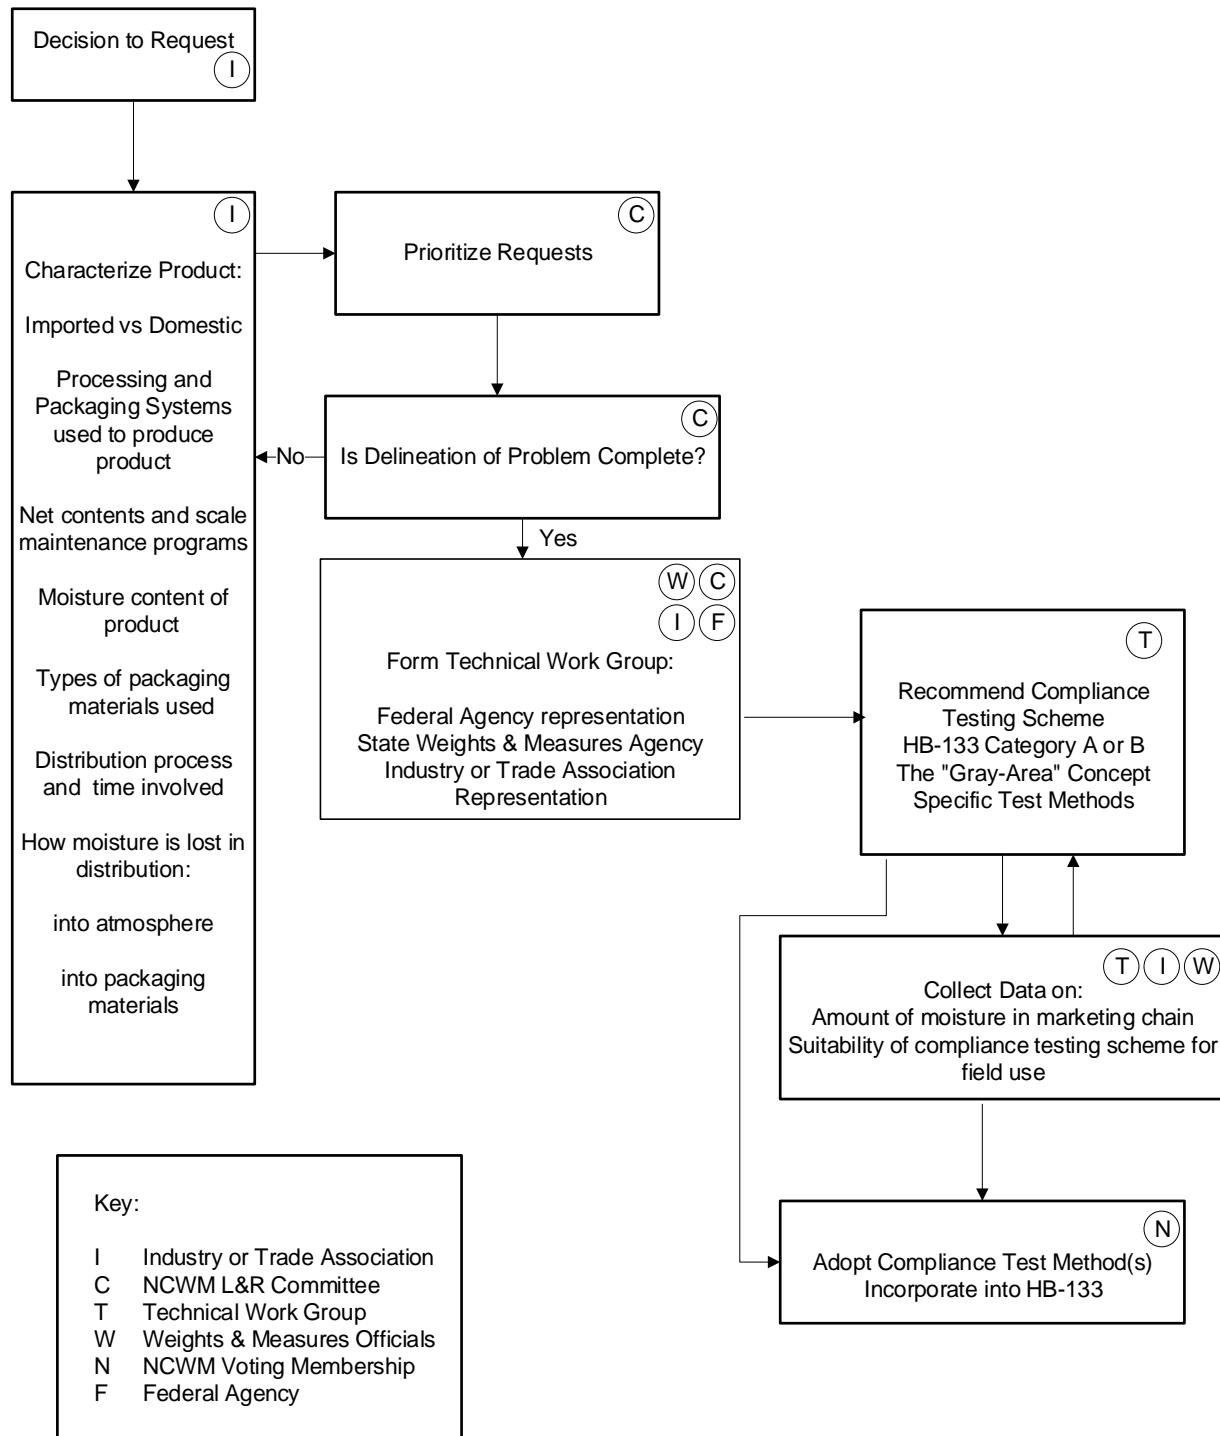 Decision to Request
I
I
Characterize Product:
Imported vs Domestic
Processing and
Packaging Systems
used to produce
product
Net contents and scale
maintenance programs
Moisture content of
product
Types of packaging
materials used
Distribution process
and time involved
How moisture is lost in
distribution:
into atmosphere
into packaging
materials
C
Prioritize Requests
C
Is Delineation of Problem Complete?
No
Yes
W C
I F
Form Technical Work Group:
Federal Agency representation
State Weights & Measures Agency
Industry or Trade Association
Representation
T
Recommend Compliance
Testing Scheme
HB-133 Category A or B
The "Gray-Area" Concept
Specific Test Methods
T I W
Collect Data on:
Amount of moisture in marketing chain
Suitability of compliance testing scheme for
field use
N
Adopt Compliance Test Method(s)
Incorporate into HB-133
Key:
I Industry or Trade Association
C NCWM L&R Committee
T Technical Work Group
W Weights & Measures Officials
N NCWM Voting Membership
F Federal Agency